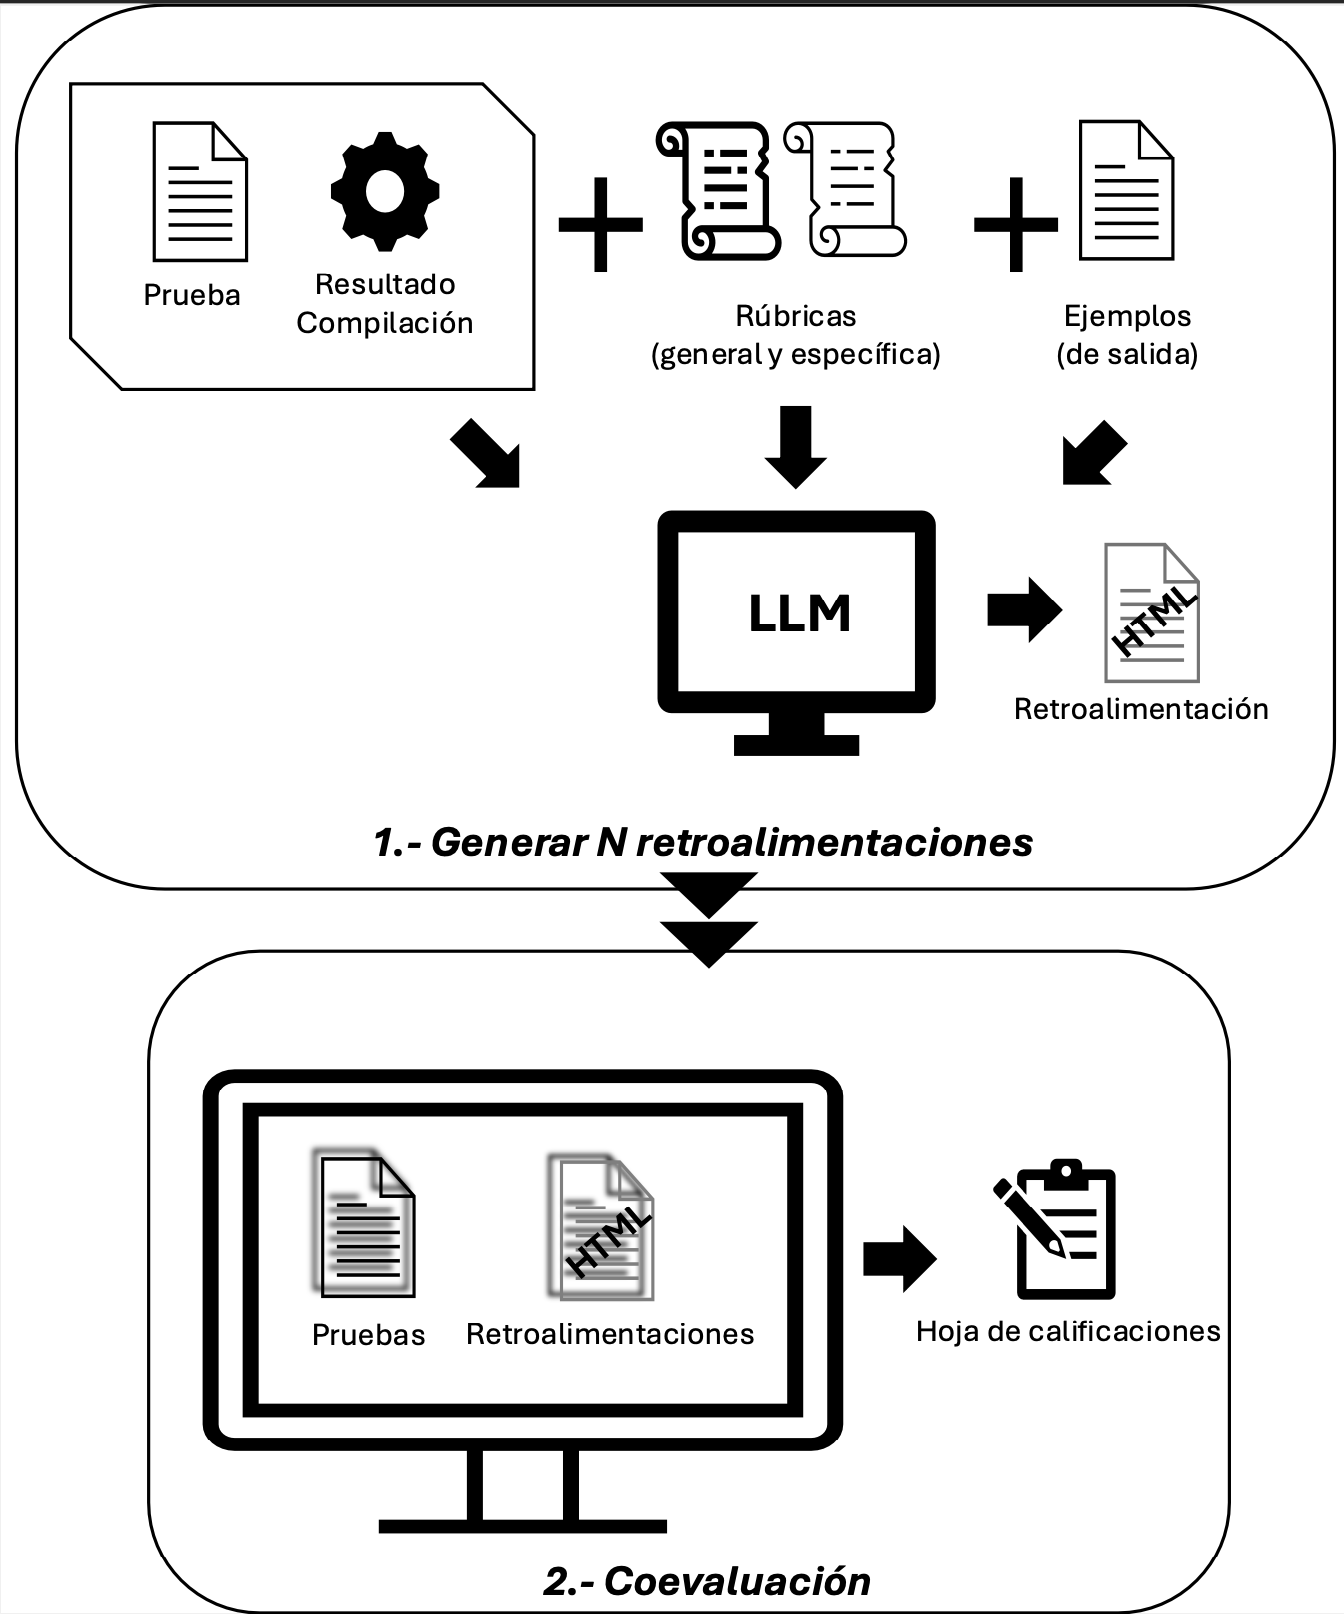 Prueba
Resultado
Compilación
Rúbricas
(general y específica)
Ejemplos
(de salida)
LLM
HTML
Retroalimentación
1.- Generar N retroalimentaciones
HTML
Pruebas
Retroalimentaciones
Hoja de calificaciones
2.- Coevaluación